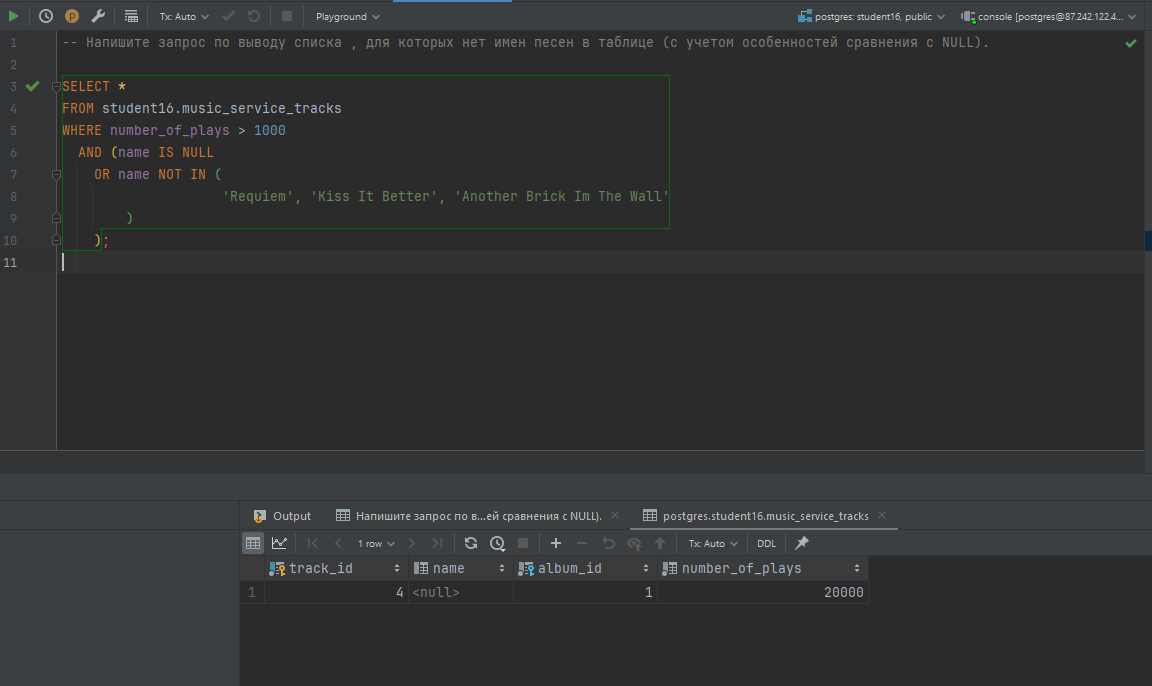 Tx: Auto Playground postgres: student16, public console [postgres@87.242.122.4...
1 -- Напишите запрос по выводу списка , для которых нет имен песен в таблице (с учетом особенностей сравнения с NULL).
2
3 SELECT *
4 FROM student16.music_service_tracks
5 WHERE number_of_plays > 1000
6 AND (name IS NULL
7 OR name NOT IN (
8 'Requiem', 'Kiss It Better', 'Another Brick Im The Wall'
9 )
10 );
11
Output Напишите запрос по в...ей сравнения с NULL). postgres.student16.music_service_tracks
1 row Tx: Auto DDL
track_id name album_id number_of_plays
1 4 <null> 1 20000